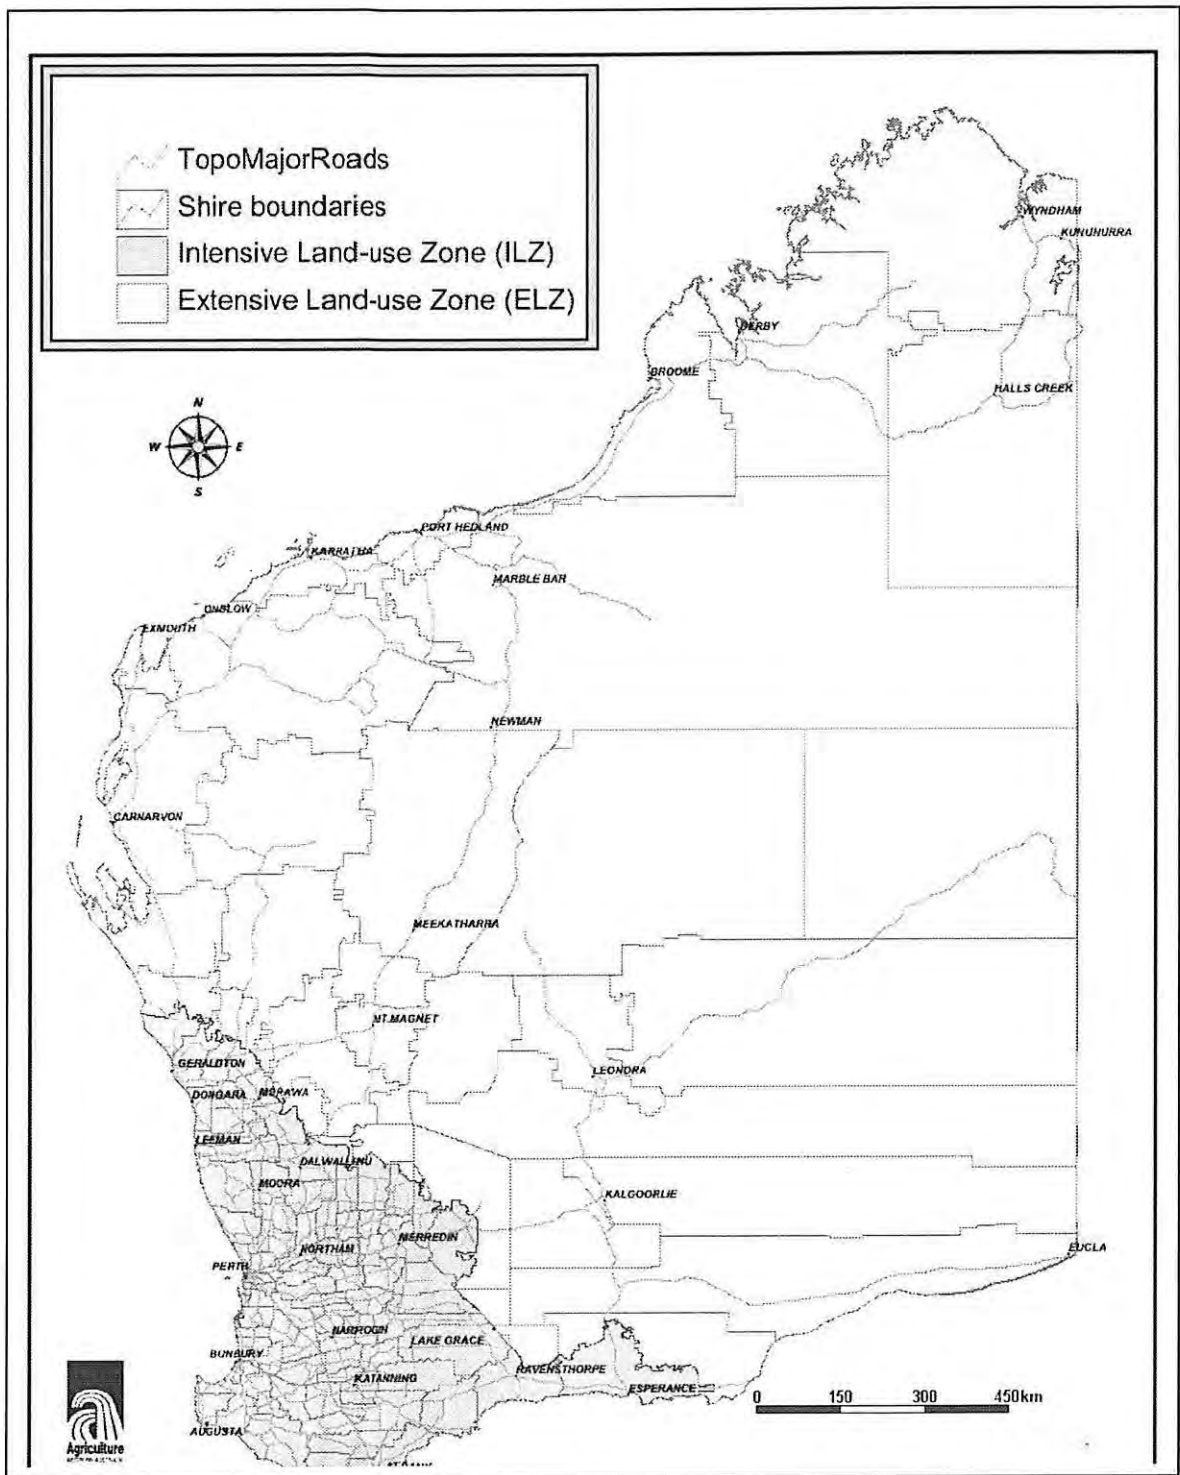 TopoMajorRoads
Shire boundaries
Intensive Land-use Zone (ILZ)
Extensive Land-use Zone (ELZ)
WYNDHAM
KUNUNURRA
DERBY
BROOME
HALLS CREEK
N
W
E
S
PORT HEDLAND
KARRATHA
MARBLE BAR
ONSLOW
EXMOUTH
NEWMAN
CARNARVON
MEEKATHARRA
MT.MAGNET
GERALDTON
LEONORA
DONGARA
MORAWA
LEEMAN
DALWALLINU
MOORA
KALGOORLIE
MERREDIN
NORTHAM
EUCLA
PERTH
NARROGIN
LAKE GRACE
BUNBURY
RAVENSTHORPE
KATANNING
ESPERANCE
0 150 300 450km
AUGUSTA
Agriculture